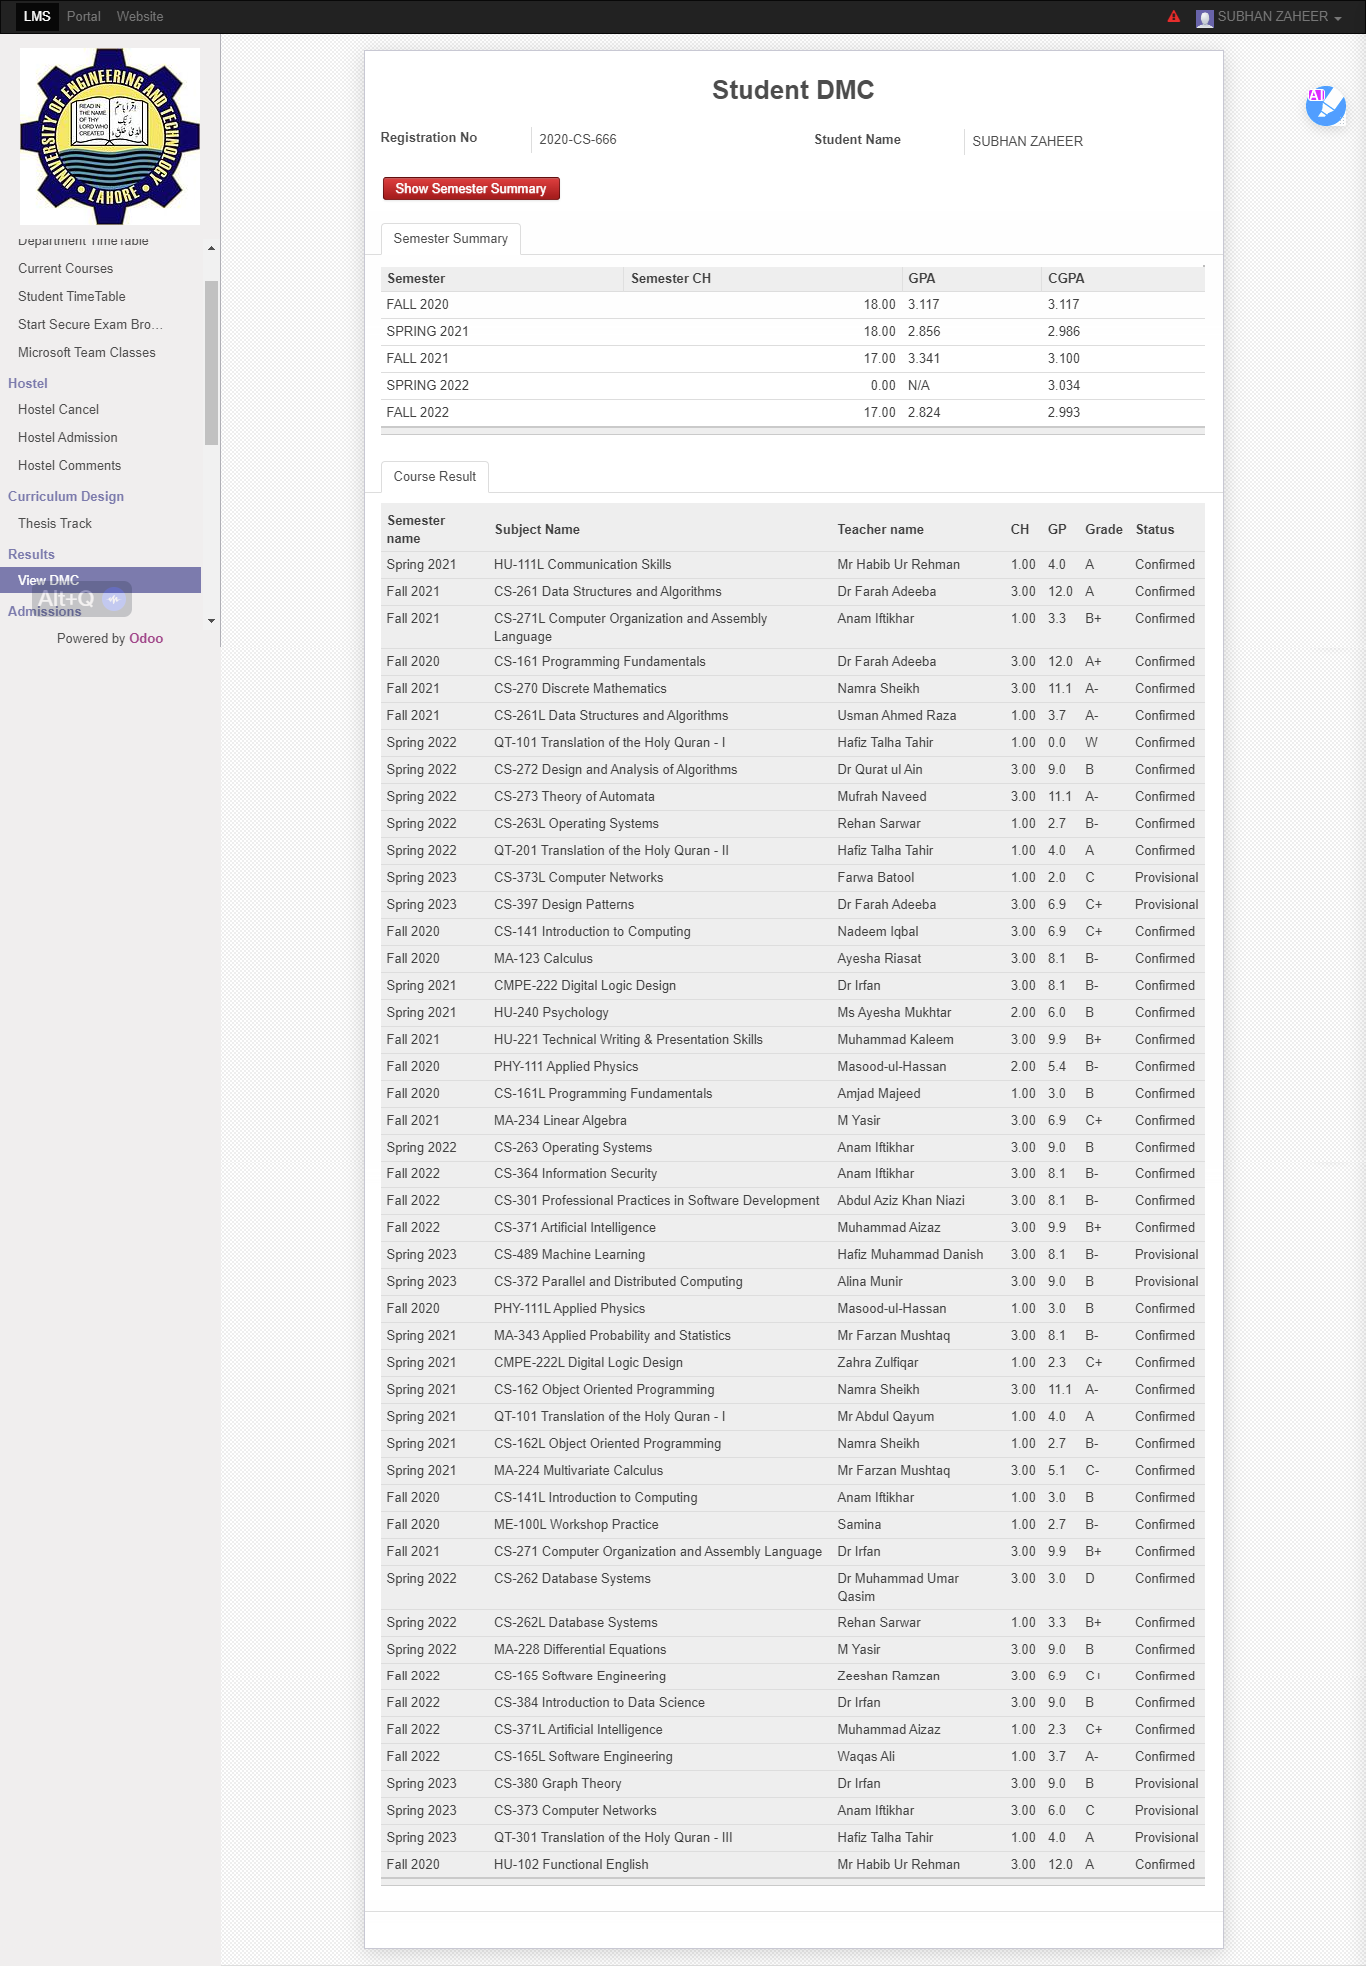 LMS Portal Website SUBHAN ZAHEER
UNIVERSITY OF ENGINEERING AND TECHNOLOGY
LAHORE
READ IN
THE NAME
OF THY
LORD WHO
CREATED
Department TimeTable
Current Courses
Student TimeTable
Start Secure Exam Bro...
Microsoft Team Classes
Hostel
Hostel Cancel
Hostel Admission
Hostel Comments
Curriculum Design
Thesis Track
Results
View DMC
Alt+Q
Admissions
Powered by Odoo
AI
Student DMC
Registration No 2020-CS-666 Student Name SUBHAN ZAHEER
Show Semester Summary
Semester Summary
Semester Semester CH GPA CGPA
FALL 2020 18.00 3.117 3.117
SPRING 2021 18.00 2.856 2.986
FALL 2021 17.00 3.341 3.100
SPRING 2022 0.00 N/A 3.034
FALL 2022 17.00 2.824 2.993
Course Result
Semester
name Subject Name Teacher name CH GP Grade Status
Spring 2021 HU-111L Communication Skills Mr Habib Ur Rehman 1.00 4.0 A Confirmed
Fall 2021 CS-261 Data Structures and Algorithms Dr Farah Adeeba 3.00 12.0 A Confirmed
Fall 2021 CS-271L Computer Organization and Assembly Anam Iftikhar 1.00 3.3 B+ Confirmed
Language
Fall 2020 CS-161 Programming Fundamentals Dr Farah Adeeba 3.00 12.0 A+ Confirmed
Fall 2021 CS-270 Discrete Mathematics Namra Sheikh 3.00 11.1 A- Confirmed
Fall 2021 CS-261L Data Structures and Algorithms Usman Ahmed Raza 1.00 3.7 A- Confirmed
Spring 2022 QT-101 Translation of the Holy Quran - I Hafiz Talha Tahir 1.00 0.0 W Confirmed
Spring 2022 CS-272 Design and Analysis of Algorithms Dr Qurat ul Ain 3.00 9.0 B Confirmed
Spring 2022 CS-273 Theory of Automata Mufrah Naveed 3.00 11.1 A- Confirmed
Spring 2022 CS-263L Operating Systems Rehan Sarwar 1.00 2.7 B- Confirmed
Spring 2022 QT-201 Translation of the Holy Quran - II Hafiz Talha Tahir 1.00 4.0 A Confirmed
Spring 2023 CS-373L Computer Networks Farwa Batool 1.00 2.0 C Provisional
Spring 2023 CS-397 Design Patterns Dr Farah Adeeba 3.00 6.9 C+ Provisional
Fall 2020 CS-141 Introduction to Computing Nadeem Iqbal 3.00 6.9 C+ Confirmed
Fall 2020 MA-123 Calculus Ayesha Riasat 3.00 8.1 B- Confirmed
Spring 2021 CMPE-222 Digital Logic Design Dr Irfan 3.00 8.1 B- Confirmed
Spring 2021 HU-240 Psychology Ms Ayesha Mukhtar 2.00 6.0 B Confirmed
Fall 2021 HU-221 Technical Writing & Presentation Skills Muhammad Kaleem 3.00 9.9 B+ Confirmed
Fall 2020 PHY-111 Applied Physics Masood-ul-Hassan 2.00 5.4 B- Confirmed
Fall 2020 CS-161L Programming Fundamentals Amjad Majeed 1.00 3.0 B Confirmed
Fall 2021 MA-234 Linear Algebra M Yasir 3.00 6.9 C+ Confirmed
Spring 2022 CS-263 Operating Systems Anam Iftikhar 3.00 9.0 B Confirmed
Fall 2022 CS-364 Information Security Anam Iftikhar 3.00 8.1 B- Confirmed
Fall 2022 CS-301 Professional Practices in Software Development Abdul Aziz Khan Niazi 3.00 8.1 B- Confirmed
Fall 2022 CS-371 Artificial Intelligence Muhammad Aizaz 3.00 9.9 B+ Confirmed
Spring 2023 CS-489 Machine Learning Hafiz Muhammad Danish 3.00 8.1 B- Provisional
Spring 2023 CS-372 Parallel and Distributed Computing Alina Munir 3.00 9.0 B Provisional
Fall 2020 PHY-111L Applied Physics Masood-ul-Hassan 1.00 3.0 B Confirmed
Spring 2021 MA-343 Applied Probability and Statistics Mr Farzan Mushtaq 3.00 8.1 B- Confirmed
Spring 2021 CMPE-222L Digital Logic Design Zahra Zulfiqar 1.00 2.3 C+ Confirmed
Spring 2021 CS-162 Object Oriented Programming Namra Sheikh 3.00 11.1 A- Confirmed
Spring 2021 QT-101 Translation of the Holy Quran - I Mr Abdul Qayum 1.00 4.0 A Confirmed
Spring 2021 CS-162L Object Oriented Programming Namra Sheikh 1.00 2.7 B- Confirmed
Spring 2021 MA-224 Multivariate Calculus Mr Farzan Mushtaq 3.00 5.1 C- Confirmed
Fall 2020 CS-141L Introduction to Computing Anam Iftikhar 1.00 3.0 B Confirmed
Fall 2020 ME-100L Workshop Practice Samina 1.00 2.7 B- Confirmed
Fall 2021 CS-271 Computer Organization and Assembly Language Dr Irfan 3.00 9.9 B+ Confirmed
Spring 2022 CS-262 Database Systems Dr Muhammad Umar 3.00 3.0 D Confirmed
Qasim
Spring 2022 CS-262L Database Systems Rehan Sarwar 1.00 3.3 B+ Confirmed
Spring 2022 MA-228 Differential Equations M Yasir 3.00 9.0 B Confirmed
Fall 2022 CS-165 Software Engineering Zeeshan Ramzan 3.00 6.9 C+ Confirmed
Fall 2022 CS-384 Introduction to Data Science Dr Irfan 3.00 9.0 B Confirmed
Fall 2022 CS-371L Artificial Intelligence Muhammad Aizaz 1.00 2.3 C+ Confirmed
Fall 2022 CS-165L Software Engineering Waqas Ali 1.00 3.7 A- Confirmed
Spring 2023 CS-380 Graph Theory Dr Irfan 3.00 9.0 B Provisional
Spring 2023 CS-373 Computer Networks Anam Iftikhar 3.00 6.0 C Provisional
Spring 2023 QT-301 Translation of the Holy Quran - III Hafiz Talha Tahir 1.00 4.0 A Provisional
Fall 2020 HU-102 Functional English Mr Habib Ur Rehman 3.00 12.0 A Confirmed